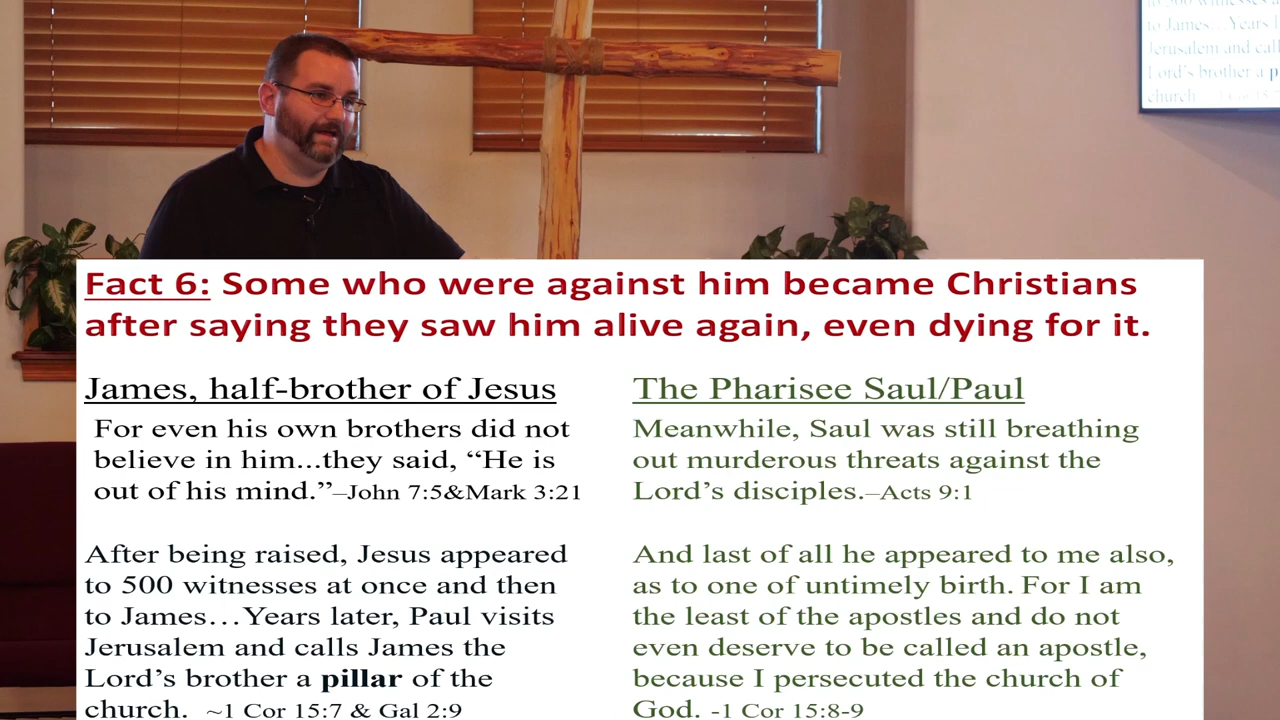 to 500 witnesses a
to James…Years l
Jerusalem and call
Lord's brother a p
church. ~1 Cor 15:7
Fact 6: Some who were against him became Christians
after saying they saw him alive again, even dying for it.
James, half-brother of Jesus
For even his own brothers did not
believe in him...they said, “He is
out of his mind.”–John 7:5&Mark 3:21
After being raised, Jesus appeared
to 500 witnesses at once and then
to James…Years later, Paul visits
Jerusalem and calls James the
Lord’s brother a pillar of the
church. ~1 Cor 15:7 & Gal 2:9
The Pharisee Saul/Paul
Meanwhile, Saul was still breathing
out murderous threats against the
Lord’s disciples.–Acts 9:1
And last of all he appeared to me also,
as to one of untimely birth. For I am
the least of the apostles and do not
even deserve to be called an apostle,
because I persecuted the church of
God. -1 Cor 15:8-9